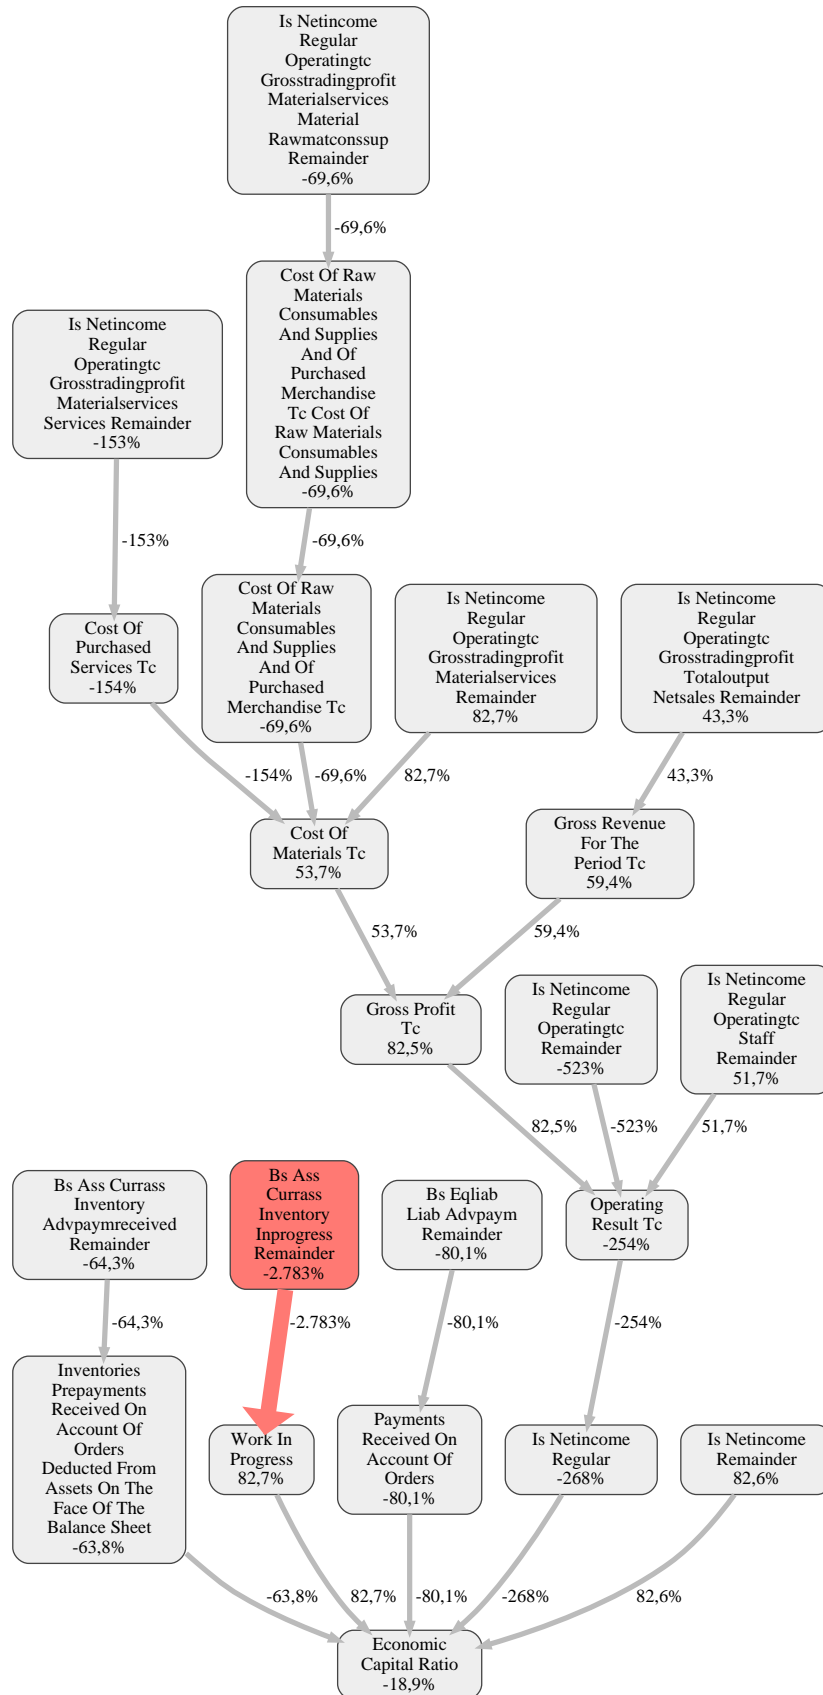 Is Netincome
Regular
Operatingtc
Grosstradingprofit
Materialservices
Material
Rawmatconssup
Remainder
-69,6%
-69,6%
Cost Of Raw
Materials
Consumables
And Supplies
And Of
Purchased
Merchandise
Tc Cost Of
Raw Materials
Consumables
And Supplies
-69,6%
Is Netincome
Regular
Operatingtc
Grosstradingprofit
Materialservices
Services Remainder
-153%
-153%
-69,6%
Cost Of
Purchased
Services Tc
-154%
Cost Of Raw
Materials
Consumables
And Supplies
And Of
Purchased
Merchandise Tc
-69,6%
Is Netincome
Regular
Operatingtc
Grosstradingprofit
Materialservices
Remainder
82,7%
Is Netincome
Regular
Operatingtc
Grosstradingprofit
Totaloutput
Netsales Remainder
43,3%
-154%
-69,6%
82,7%
43,3%
Cost Of
Materials Tc
53,7%
Gross Revenue
For The
Period Tc
59,4%
53,7%
59,4%
Gross Profit
Tc
82,5%
Is Netincome
Regular
Operatingtc
Remainder
-523%
Is Netincome
Regular
Operatingtc
Staff
Remainder
51,7%
82,5%
-523%
51,7%
Bs Ass Currass
Inventory
Advpaymreceived
Remainder
-64,3%
Bs Ass
Currass
Inventory
Inprogress
Remainder
-2.783%
Bs Eqliab
Liab Advpaym
Remainder
-80,1%
Operating
Result Tc
-254%
-64,3%
-2.783%
-80,1%
-254%
Inventories
Prepayments
Received On
Account Of
Orders
Deducted From
Assets On The
Face Of The
Balance Sheet
-63,8%
Work In
Progress
82,7%
Payments
Received On
Account Of
Orders
-80,1%
Is Netincome
Regular
-268%
Is Netincome
Remainder
82,6%
-63,8%
82,7%
-80,1%
-268%
82,6%
Economic
Capital Ratio
-18,9%